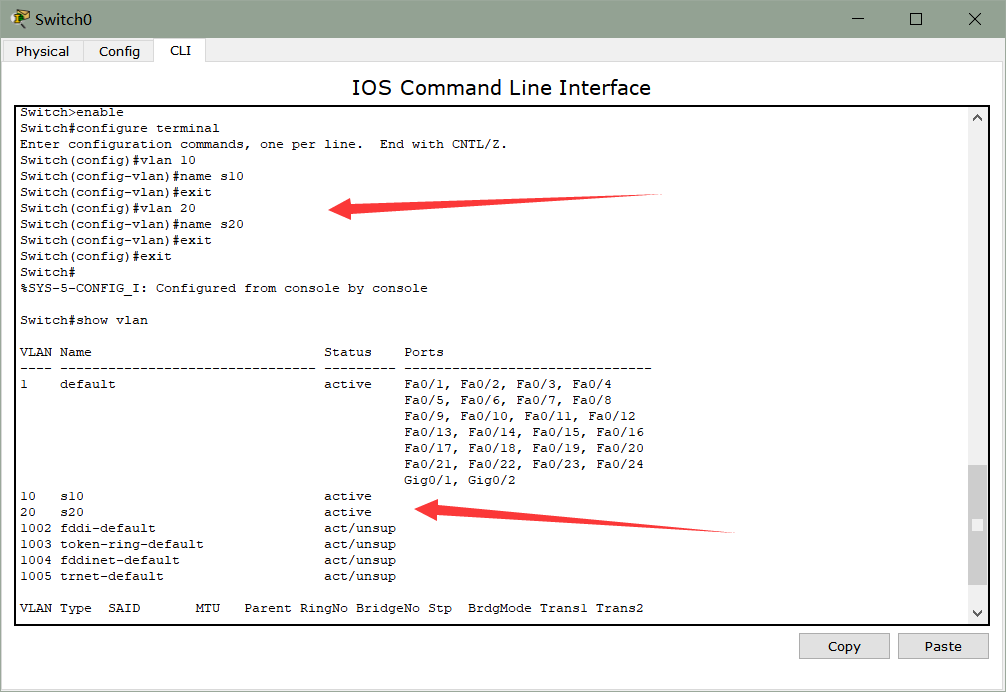 Switch0
Physical Config CLI
IOS Command Line Interface
Switch>enable
Switch#configure terminal
Enter configuration commands, one per line.  End with CNTL/Z.
Switch(config)#vlan 10
Switch(config-vlan)#name s10
Switch(config-vlan)#exit
Switch(config)#vlan 20
Switch(config-vlan)#name s20
Switch(config-vlan)#exit
Switch(config)#exit
Switch#
%SYS-5-CONFIG_I: Configured from console by console
Switch#show vlan
VLAN Name                             Status    Ports
---- -------------------------------- --------- -------------------------------
1    default                          active    Fa0/1, Fa0/2, Fa0/3, Fa0/4
                                                Fa0/5, Fa0/6, Fa0/7, Fa0/8
                                                Fa0/9, Fa0/10, Fa0/11, Fa0/12
                                                Fa0/13, Fa0/14, Fa0/15, Fa0/16
                                                Fa0/17, Fa0/18, Fa0/19, Fa0/20
                                                Fa0/21, Fa0/22, Fa0/23, Fa0/24
                                                Gig0/1, Gig0/2
10   s10                              active
20   s20                              active
1002 fddi-default                     act/unsup
1003 token-ring-default               act/unsup
1004 fddinet-default                  act/unsup
1005 trnet-default                    act/unsup
VLAN Type  SAID       MTU   Parent RingNo BridgeNo Stp  BrdgMode Trans1 Trans2
Copy Paste